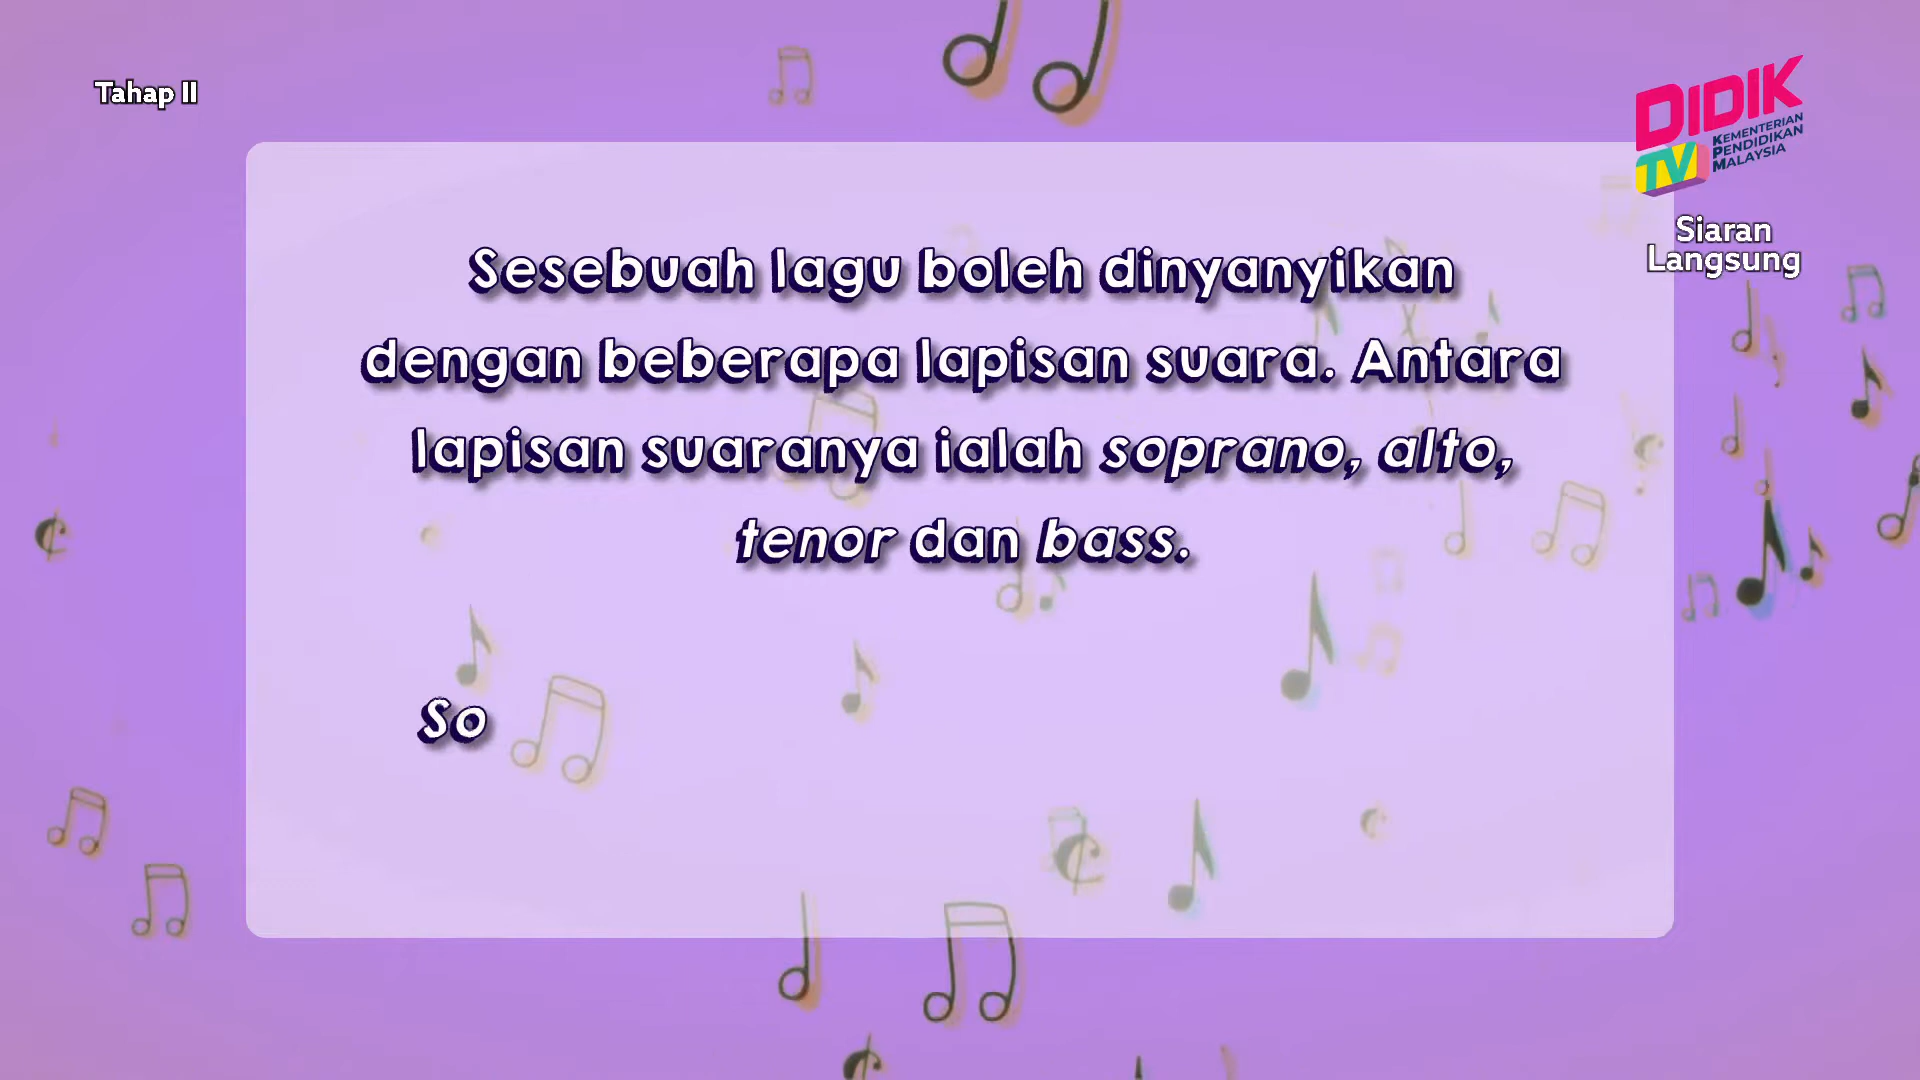 Tahap II
DIDIK
TV
KEMENTERIAN
PENDIDIKAN
MALAYSIA
Siaran
Langsung
Sesebuah lagu boleh dinyanyikan
dengan beberapa lapisan suara. Antara
lapisan suaranya ialah soprano, alto,
tenor dan bass.
So